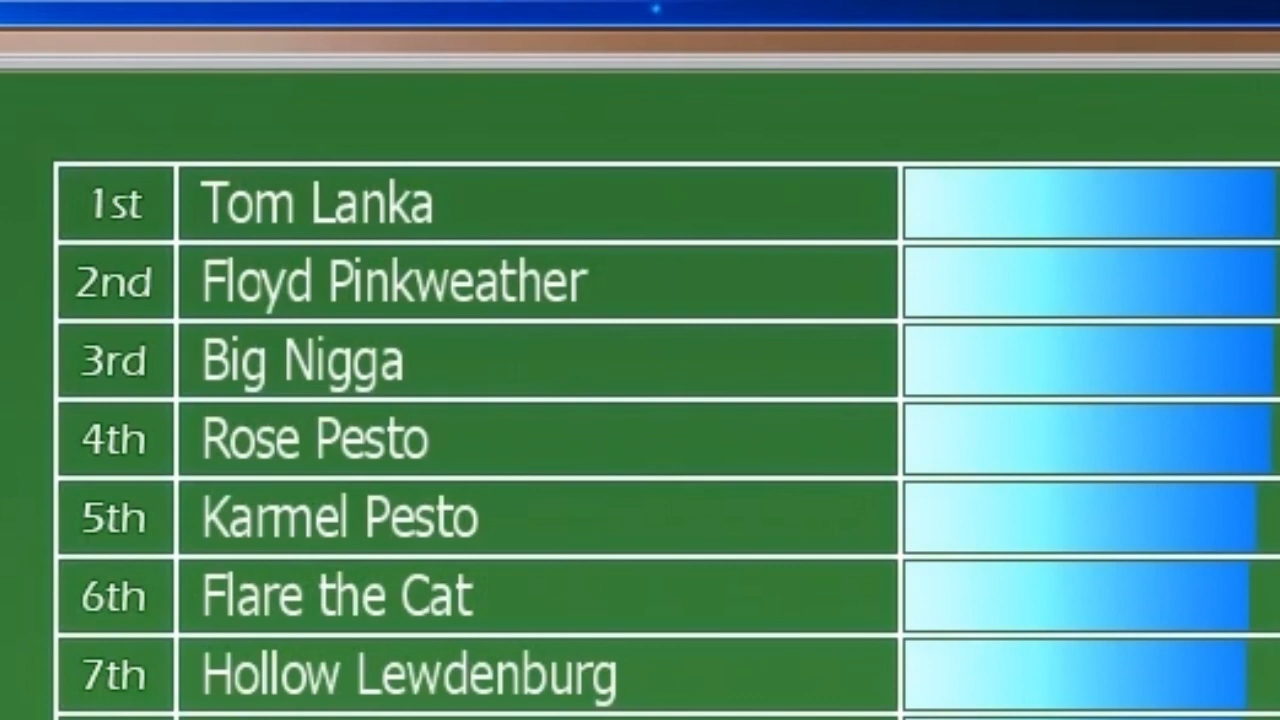 1st Tom Lanka
2nd Floyd Pinkweather
3rd Big Nigga
4th Rose Pesto
5th Karmel Pesto
6th Flare the Cat
7th Hollow Lewdenburg